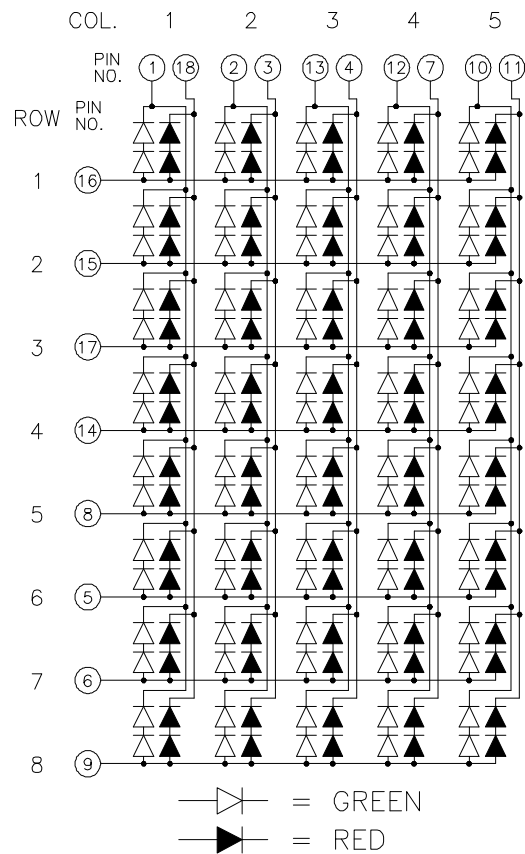 COL. 1 2 3 4 5
PIN NO. 1 18 2 3 13 4 12 7 10 11
ROW PIN NO.
1 16
2 15
3 17
4 14
5 8
6 5
7 6
8 9
= GREEN
= RED